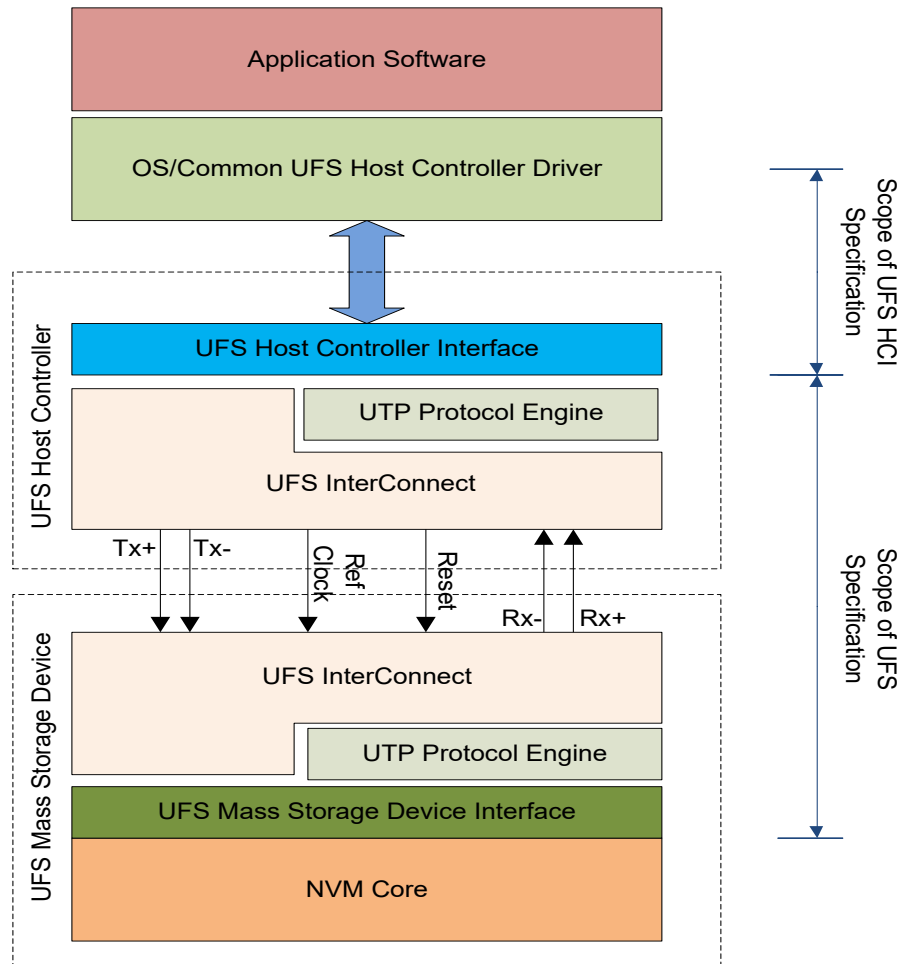 Application Software
OS/Common UFS Host Controller Driver
Scope of UFS HCI
Specification
UFS Host Controller
UFS Host Controller Interface
UTP Protocol Engine
UFS InterConnect
Tx+
Tx-
Ref
Clock
Reset
Rx-
Rx+
Scope of UFS
Specification
UFS Mass Storage Device
UFS InterConnect
UTP Protocol Engine
UFS Mass Storage Device Interface
NVM Core